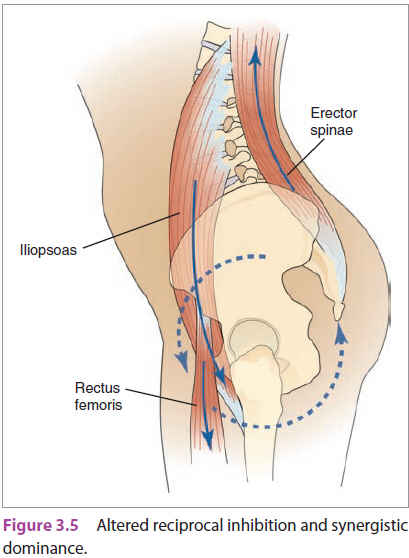 Erector
spinae
Iliopsoas
Rectus
femoris
Figure 3.5 Altered reciprocal inhibition and synergistic
dominance.